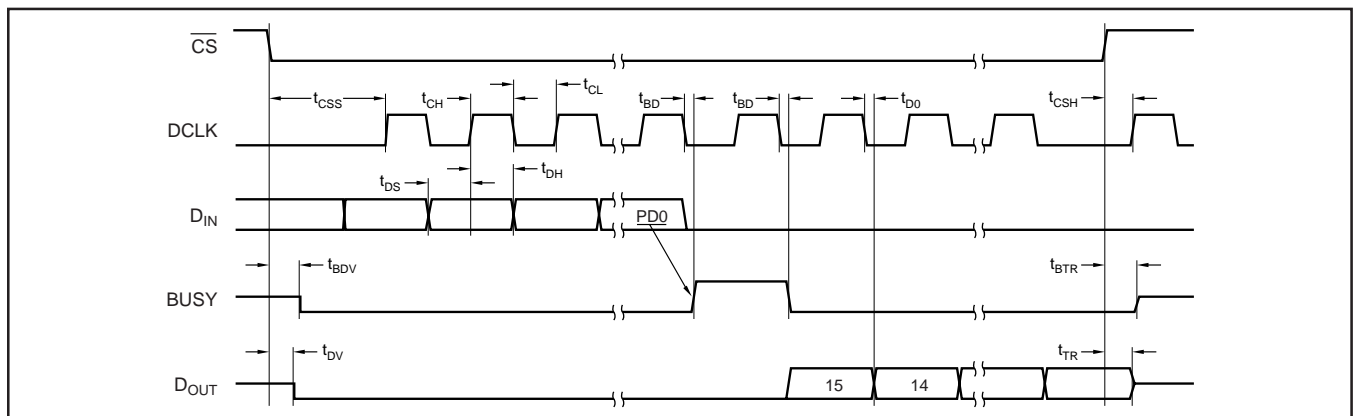 CS
tCSS
tCH
tCL
tBD
tBD
tD0
tCSH
DCLK
tDS
tDH
DIN
PD0
tBDV
tBTR
BUSY
tDV
tTR
DOUT
15
14